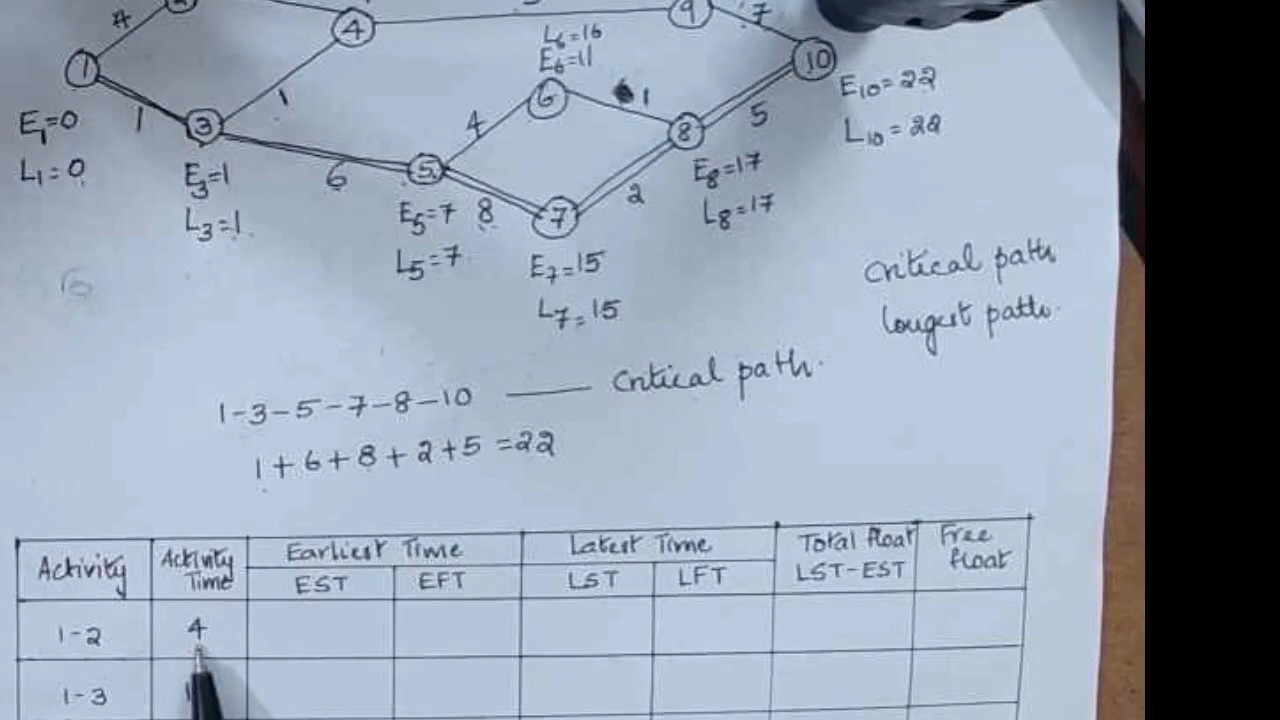 4
4
9
7
1
10
L6=16
E6=11
6
1
E10=22
L10=22
1
3
4
8
5
E1=0
L1=0
1
E3=1
L3=1
6
5
8
7
2
E8=17
L8=17
E5=7
L5=7
E7=15
L7=15
Critical path
longest path.
1-3-5-7-8-10 —— Critical path.
1+6+8+2+5=22
Activity
Activity Time
Earliest Time
Latest Time
Total float
LST-EST
Free float
EST
EFT
LST
LFT
1-2
4
1-3